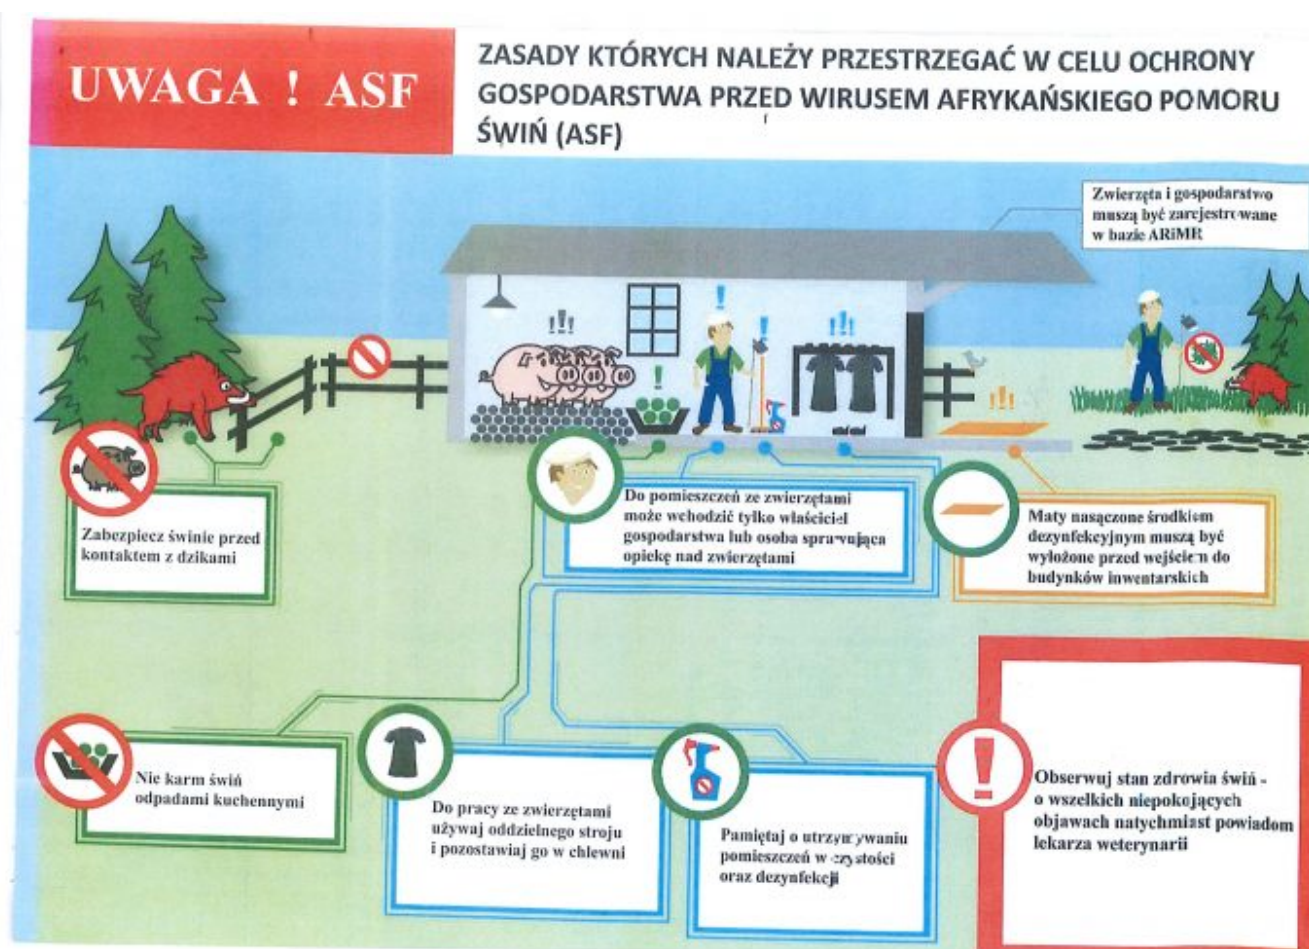 UWAGA ! ASF
ZASADY KTÓRYCH NALEŻY PRZESTRZEGAĆ W CELU OCHRONY
GOSPODARSTWA PRZED WIRUSEM AFRYKAŃSKIEGO POMORU
ŚWIŃ (ASF)
Zwierzęta i gospodarstwo
muszą być zarejestrowane
w bazie ARiMR
Zabezpiecz świnie przed
kontaktem z dzikami
Do pomieszczeń ze zwierzętami
może wchodzić tylko właściciel
gospodarstwa lub osoba sprawująca
opiekę nad zwierzętami
Maty nasączone środkiem
dezynfekcyjnym muszą być
wyłożone przed wejściem do
budynków inwentarskich
Nie karm świń
odpadami kuchennymi
Do pracy ze zwierzętami
używaj oddzielnego stroju
i pozostawiaj go w chlewni
Pamiętaj o utrzymywaniu
pomieszczeń w czystości
oraz dezynfekcji
Obserwuj stan zdrowia świń -
o wszelkich niepokojących
objawach natychmiast powiadom
lekarza weterynarii